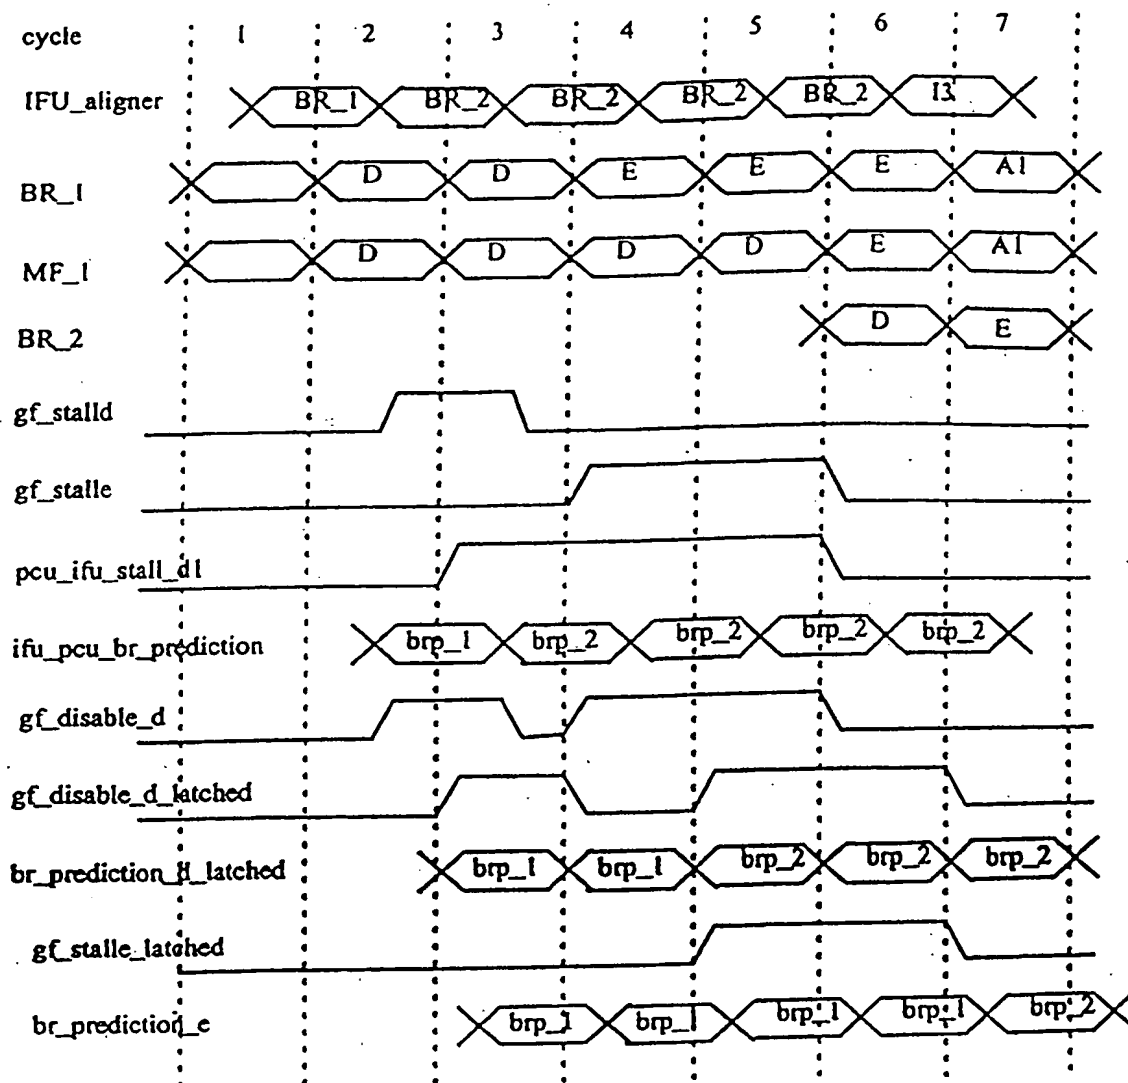 cycle 1 2 3 4 5 6 7
IFU_aligner BR_1 BR_2 BR_2 BR_2 BR_2 I3
BR_1 D D E E E A1
MF_1 D D D D E A1
BR_2 D E
gf_stalld
gf_stalle
pcu_ifu_stall_d1
ifu_pcu_br_prediction brp_1 brp_2 brp_2 brp_2 brp_2
gf_disable_d
gf_disable_d_latched
br_prediction_d_latched brp_1 brp_1 brp_2 brp_2 brp_2
gf_stalle_latched
br_prediction_e brp_1 brp_1 brp_1 brp_1 brp_2